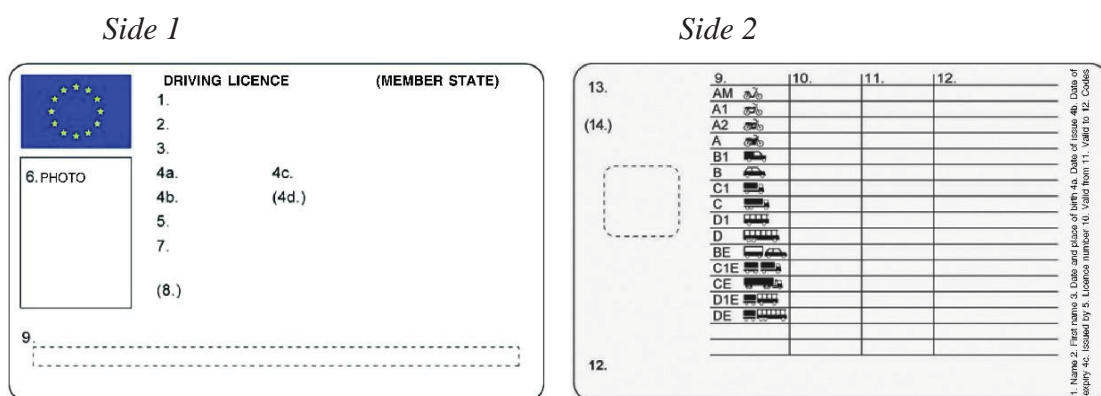 Side 1
DRIVING LICENCE (MEMBER STATE)
1.
2.
3.
6. PHOTO
4a. 4c.
4b. (4d.)
5.
7.
(8.)
9.
Side 2
13.
(14.)
12.
9. 10. 11. 12.
AM
A1
A2
A
B1
B
C1
C
D1
D
BE
C1E
CE
D1E
DE
1. Name 2. First name 3. Date and place of birth 4a. Date of issue 4b. Date of
expiry 4c. Issued by 5. Licence number 10. Valid from 11. Valid to 12. Codes